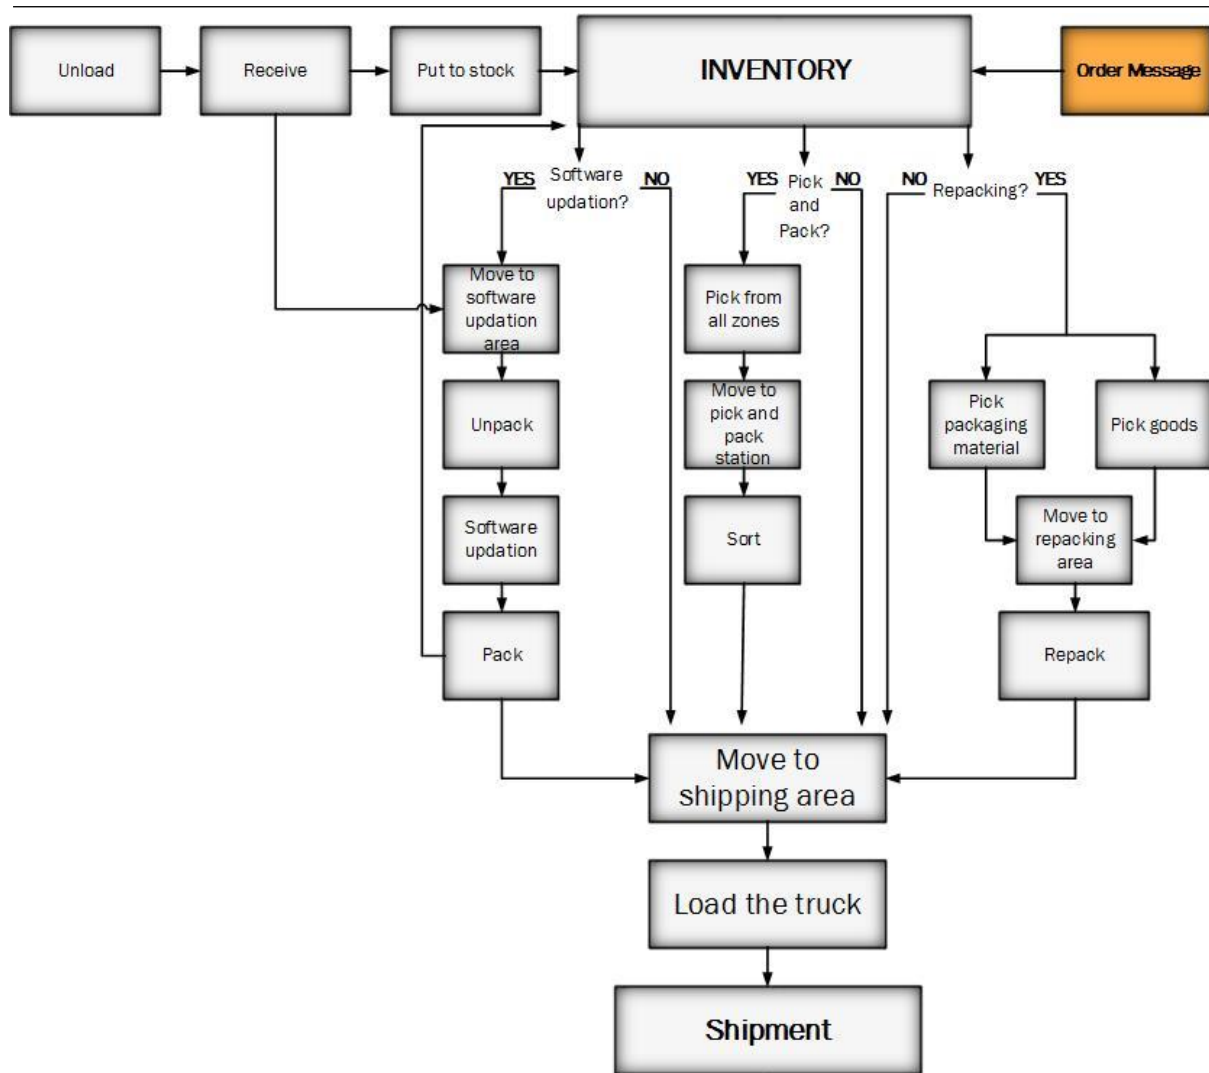 Unload
Receive
Put to stock
INVENTORY
Order Message
YES
Software
updation?
NO
YES
Pick
and
Pack?
NO
NO
Repacking?
YES
Move to
software
updation
area
Pick from
all zones
Unpack
Move to
pick and
pack
station
Pick
packaging
material
Pick goods
Software
updation
Sort
Move to
repacking
area
Pack
Repack
Move to
shipping area
Load the truck
Shipment